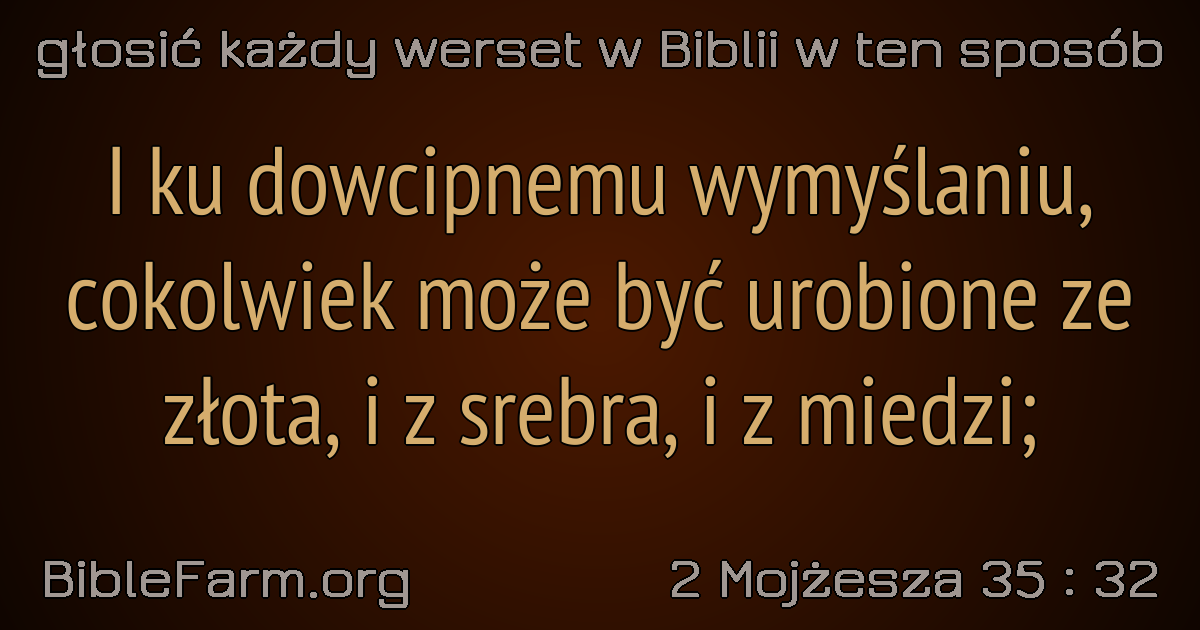 głosić każdy werset w Biblii w ten sposób
I ku dowcipnemu wymyślaniu,
cokolwiek może być urobione ze
złota, i z srebra, i z miedzi;
BibleFarm.org
2 Mojżesza 35 : 32